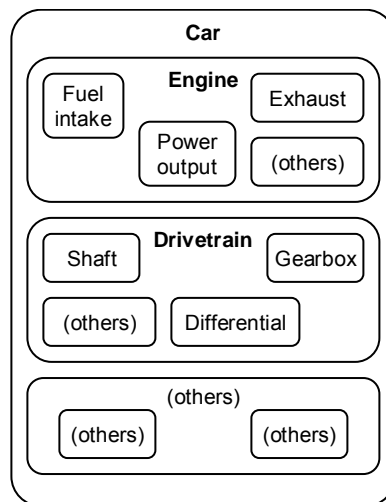 Car
Engine
Fuel
intake
Exhaust
Power
output
(others)
Drivetrain
Shaft
Gearbox
(others)
Differential
(others)
(others)
(others)